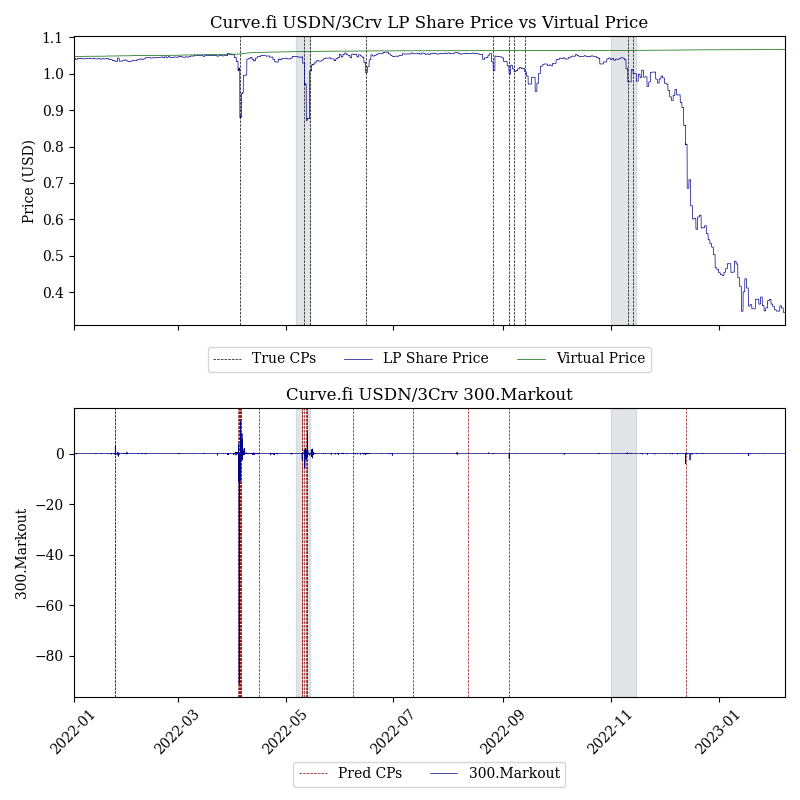 Curve.fi USDN/3Crv LP Share Price vs Virtual Price
Price (USD)
1.1
1.0
0.9
0.8
0.7
0.6
0.5
0.4
True CPs LP Share Price Virtual Price
Curve.fi USDN/3Crv 300.Markout
300.Markout
0
−20
−40
−60
−80
2022-01 2022-03 2022-05 2022-07 2022-09 2022-11 2023-01
Pred CPs 300.Markout